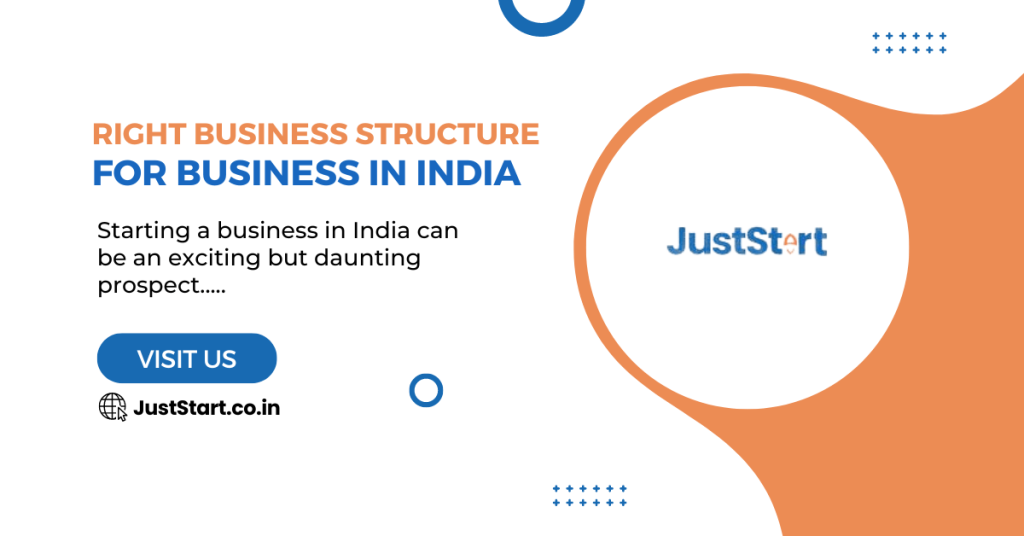 RIGHT BUSINESS STRUCTURE
FOR BUSINESS IN INDIA
Starting a business in India can
be an exciting but daunting
prospect.....
VISIT US
JustStart.co.in
JustStart